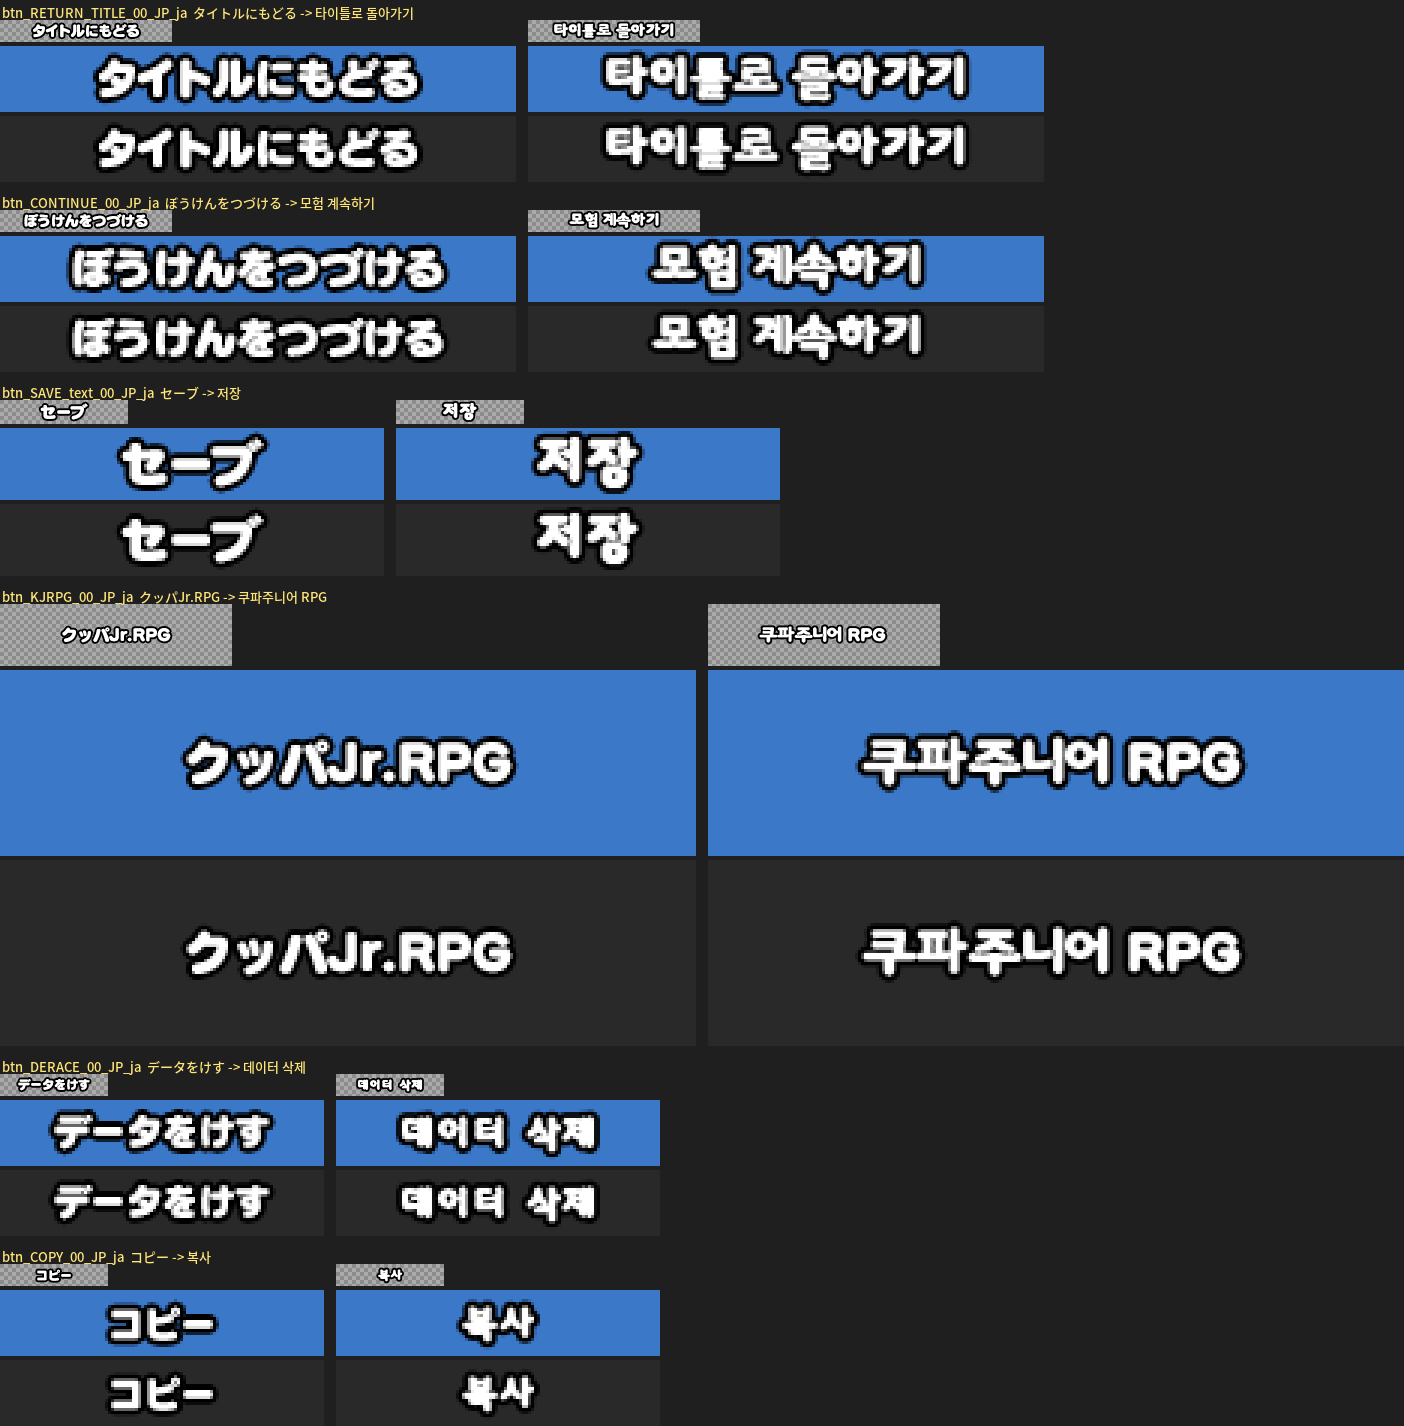 btn_RETURN_TITLE_00_JP_ja タイトルにもどる -> 타이틀로 돌아가기
タイトルにもどる 타이틀로 돌아가기
タイトルにもどる 타이틀로 돌아가기
タイトルにもどる 타이틀로 돌아가기
btn_CONTINUE_00_JP_ja ぼうけんをつづける -> 모험 계속하기
ぼうけんをつづける 모험 계속하기
ぼうけんをつづける 모험 계속하기
ぼうけんをつづける 모험 계속하기
btn_SAVE_text_00_JP_ja セーブ -> 저장
セーブ 저장
セーブ 저장
セーブ 저장
btn_KJRPG_00_JP_ja クッパJr.RPG -> 쿠파주니어 RPG
クッパJr.RPG 쿠파주니어 RPG
クッパJr.RPG 쿠파주니어 RPG
クッパJr.RPG 쿠파주니어 RPG
btn_DERACE_00_JP_ja データをけす -> 데이터 삭제
データをけす 데이터 삭제
データをけす 데이터 삭제
データをけす 데이터 삭제
btn_COPY_00_JP_ja コピー -> 복사
コピー 복사
コピー 복사
コピー 복사